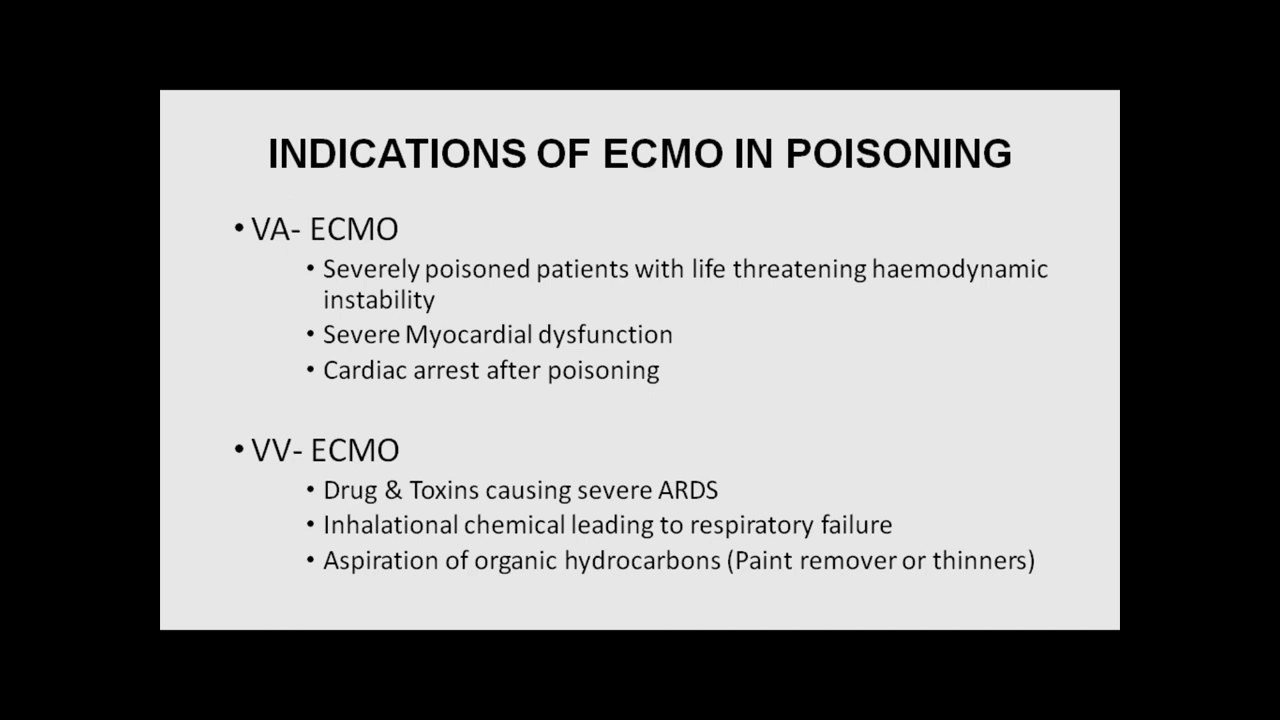 INDICATIONS OF ECMO IN POISONING
• VA- ECMO
• Severely poisoned patients with life threatening haemodynamic
instability
• Severe Myocardial dysfunction
• Cardiac arrest after poisoning
• VV- ECMO
• Drug & Toxins causing severe ARDS
• Inhalational chemical leading to respiratory failure
• Aspiration of organic hydrocarbons (Paint remover or thinners)